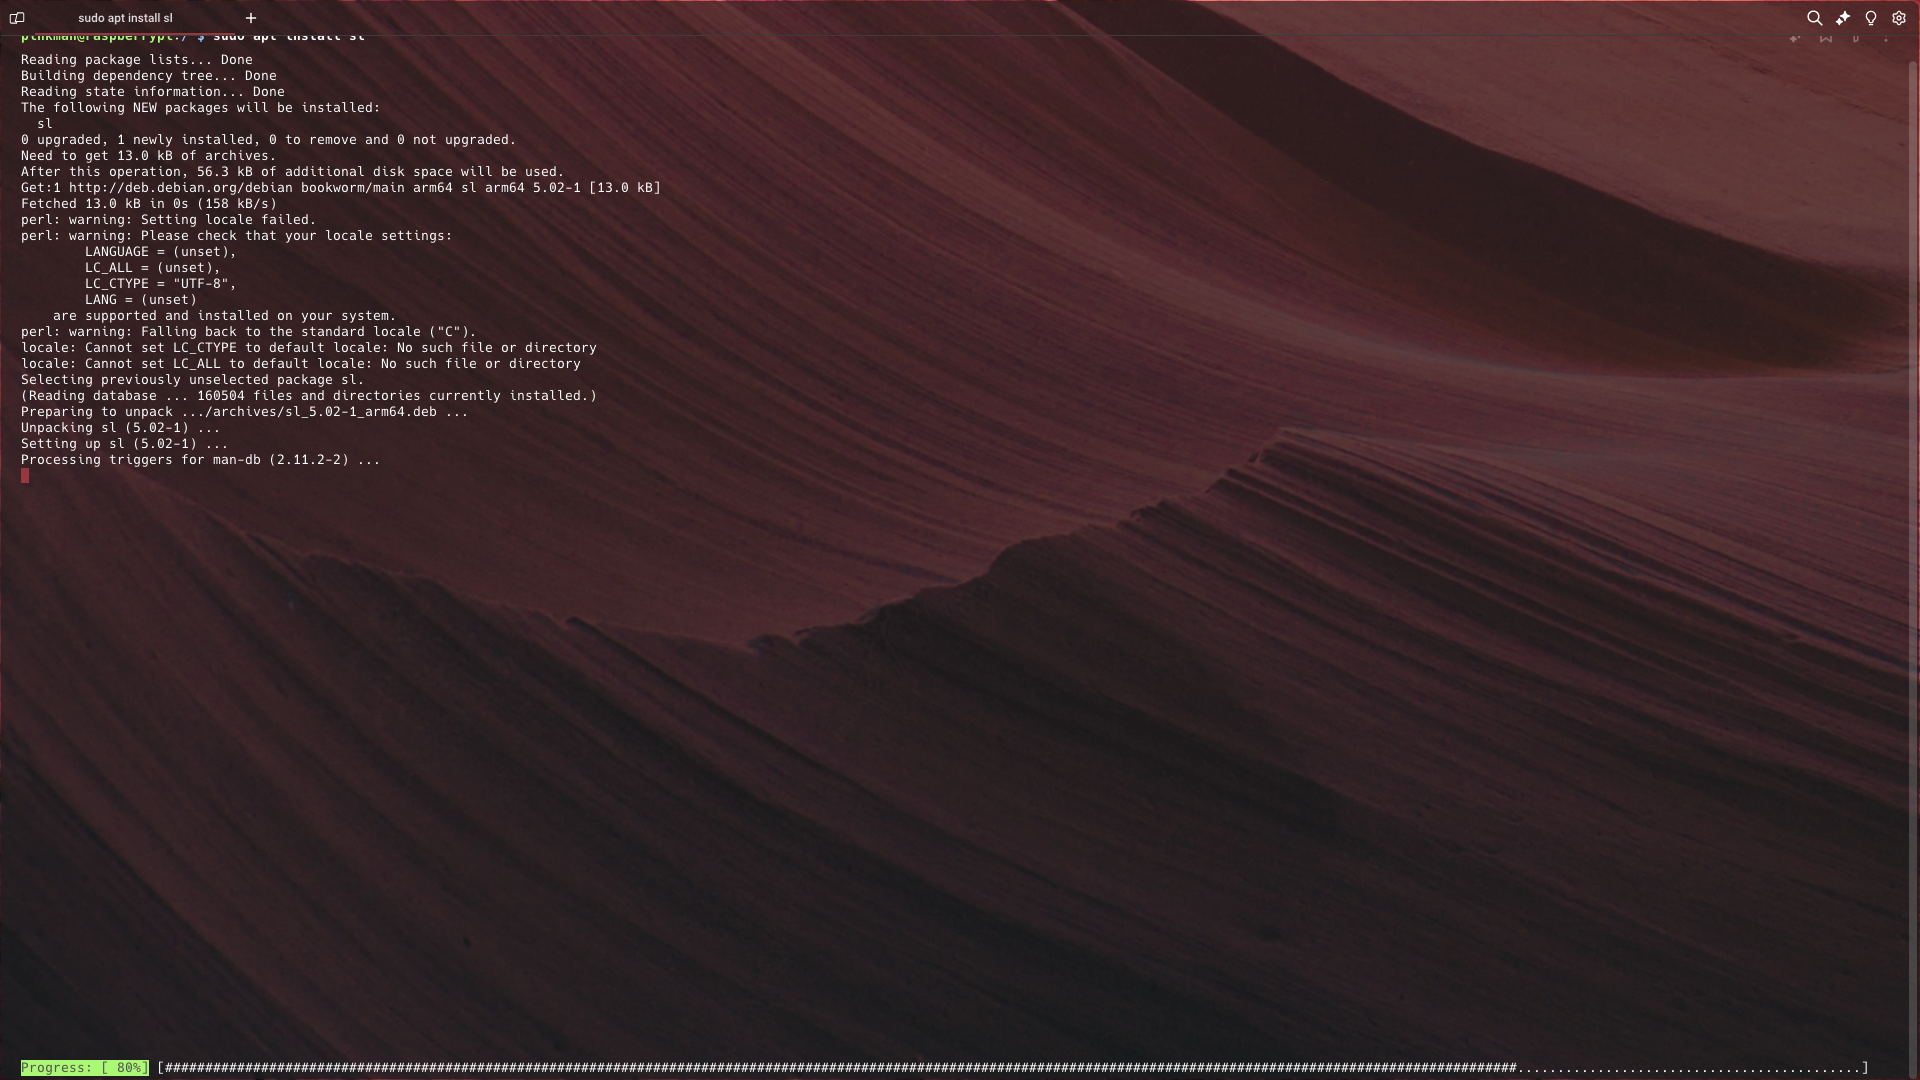 sudo apt install sl
+
pinkman@raspberrypi:/ $ sudo apt install sl
Reading package lists... Done
Building dependency tree... Done
Reading state information... Done
The following NEW packages will be installed:
  sl
0 upgraded, 1 newly installed, 0 to remove and 0 not upgraded.
Need to get 13.0 kB of archives.
After this operation, 56.3 kB of additional disk space will be used.
Get:1 http://deb.debian.org/debian bookworm/main arm64 sl arm64 5.02-1 [13.0 kB]
Fetched 13.0 kB in 0s (158 kB/s)
perl: warning: Setting locale failed.
perl: warning: Please check that your locale settings:
        LANGUAGE = (unset),
        LC_ALL = (unset),
        LC_CTYPE = "UTF-8",
        LANG = (unset)
    are supported and installed on your system.
perl: warning: Falling back to the standard locale ("C").
locale: Cannot set LC_CTYPE to default locale: No such file or directory
locale: Cannot set LC_ALL to default locale: No such file or directory
Selecting previously unselected package sl.
(Reading database ... 160504 files and directories currently installed.)
Preparing to unpack .../archives/sl_5.02-1_arm64.deb ...
Unpacking sl (5.02-1) ...
Setting up sl (5.02-1) ...
Processing triggers for man-db (2.11.2-2) ...
Progress: [ 80%] [#########################################################################################################################################################################...........................................]